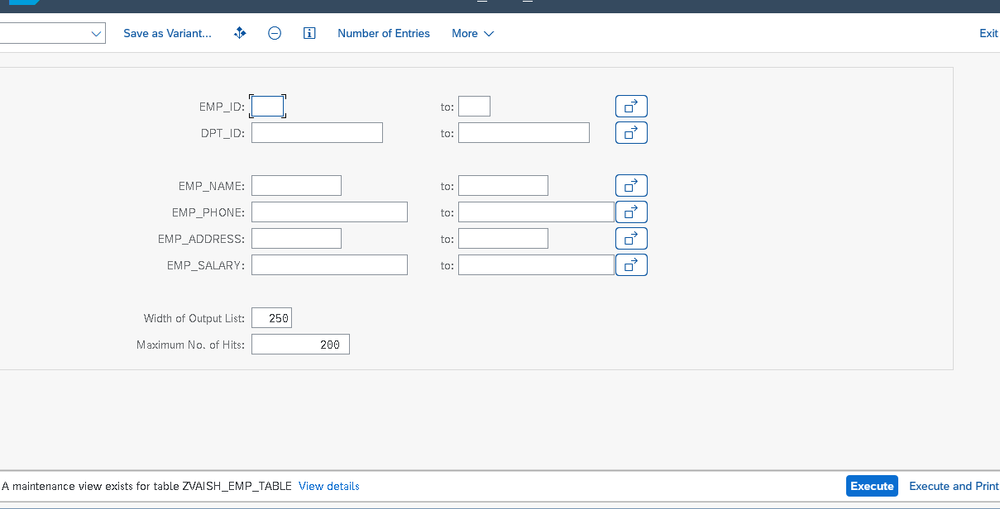 Save as Variant... Number of Entries More Exit
EMP_ID: to:
DPT_ID: to:
EMP_NAME: to:
EMP_PHONE: to:
EMP_ADDRESS: to:
EMP_SALARY: to:
Width of Output List: 250
Maximum No. of Hits: 200
A maintenance view exists for table ZVAISH_EMP_TABLE View details Execute Execute and Print